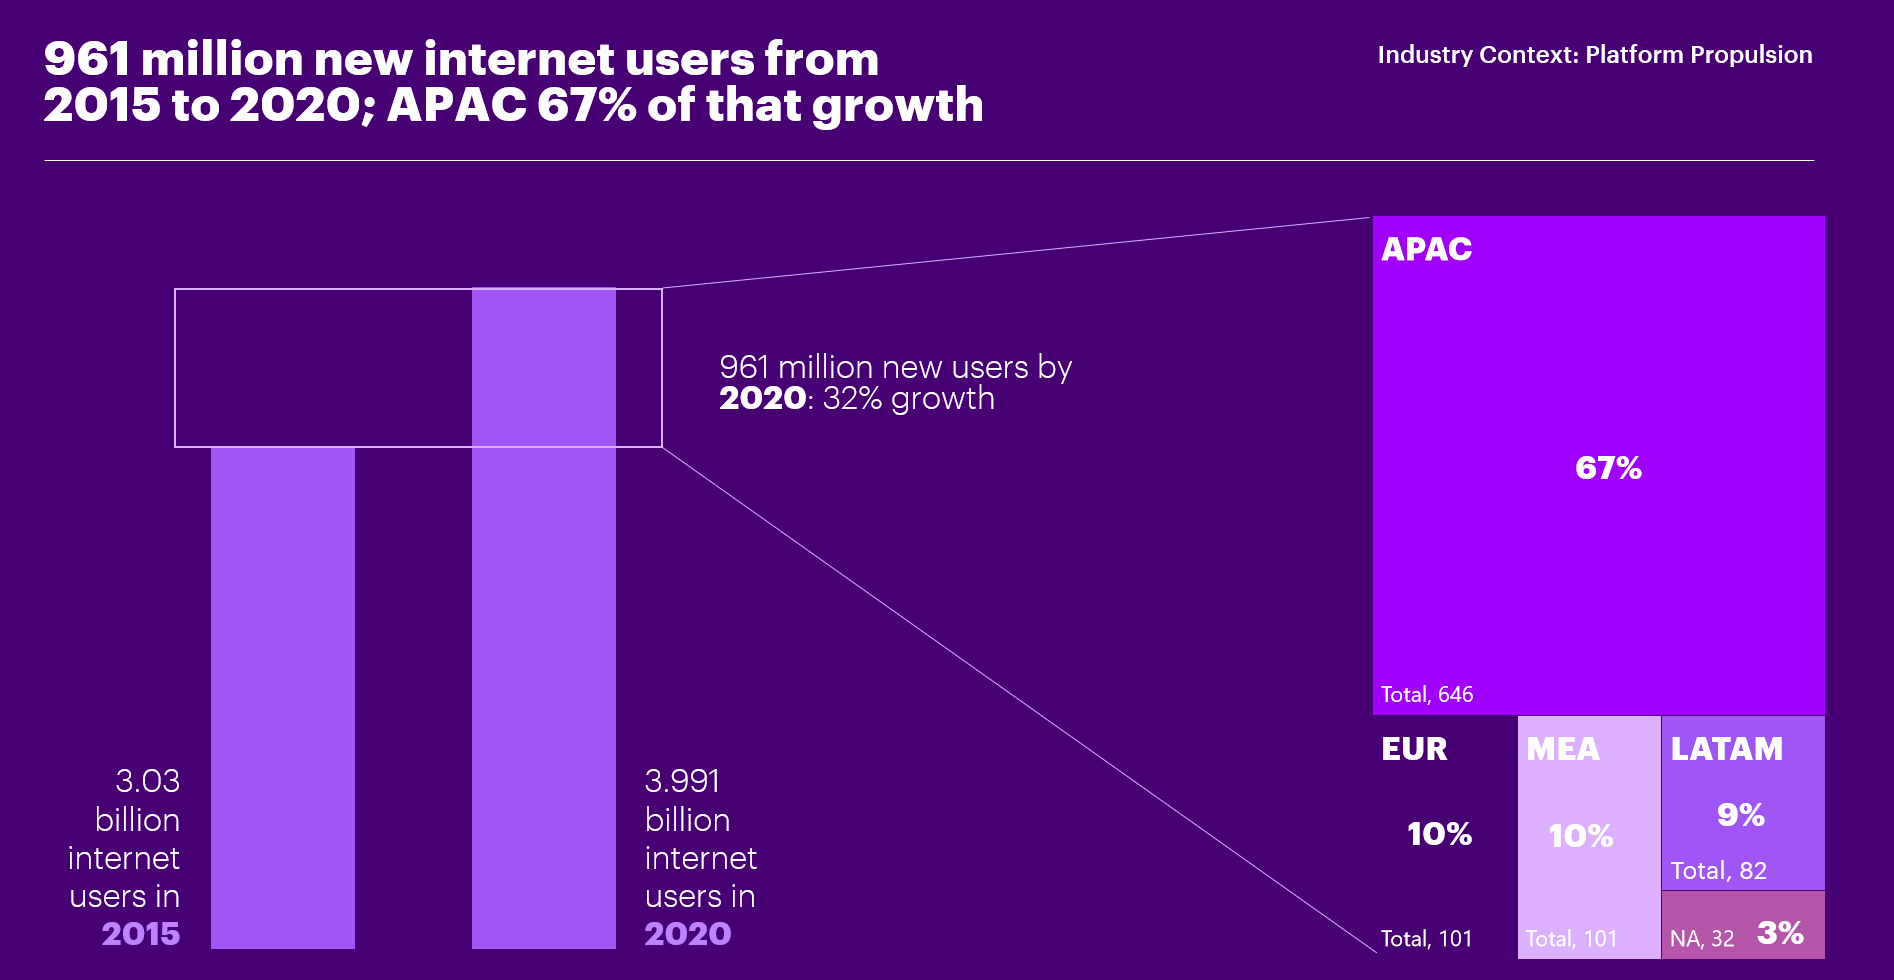 961 million new internet users from
2015 to 2020; APAC 67% of that growth
Industry Context: Platform Propulsion
961 million new users by
2020: 32% growth
3.03
billion
internet
users in
2015
3.991
billion
internet
users in
2020
APAC
67%
Total, 646
EUR
10%
Total, 101
MEA
10%
Total, 101
LATAM
9%
Total, 82
NA, 32 3%